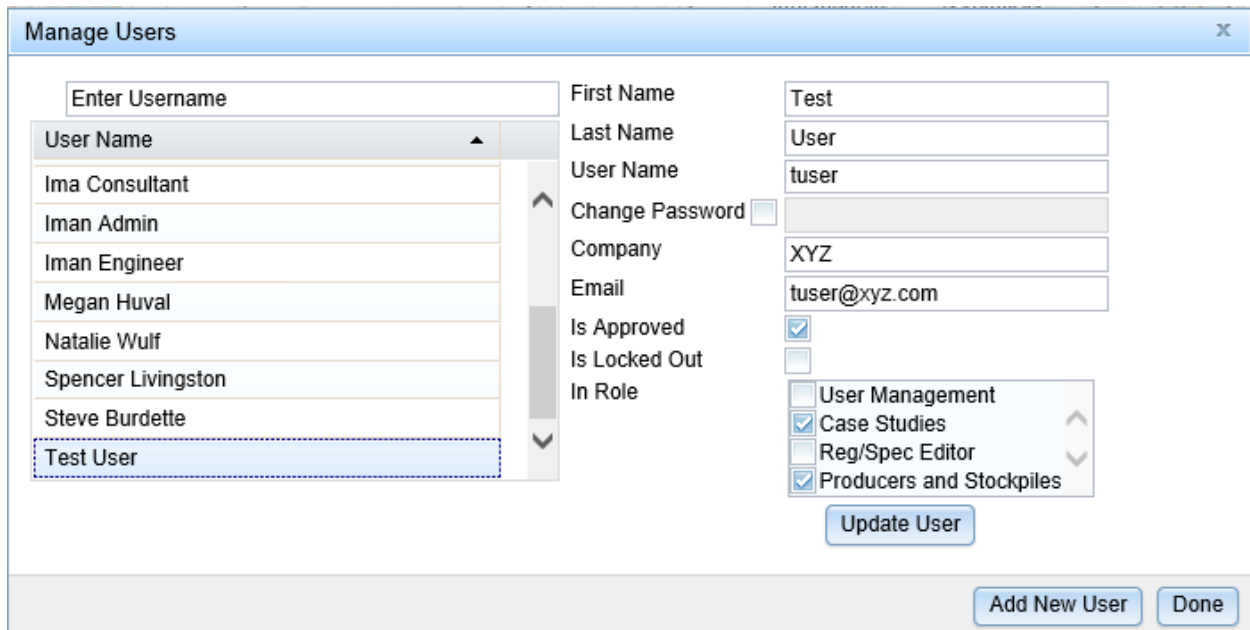 Manage Users
x
Enter Username
User Name
Ima Consultant
Iman Admin
Iman Engineer
Megan Huval
Natalie Wulf
Spencer Livingston
Steve Burdette
Test User
First Name Test
Last Name User
User Name tuser
Change Password
Company XYZ
Email tuser@xyz.com
Is Approved
Is Locked Out
In Role
User Management
Case Studies
Reg/Spec Editor
Producers and Stockpiles
Update User
Add New User Done